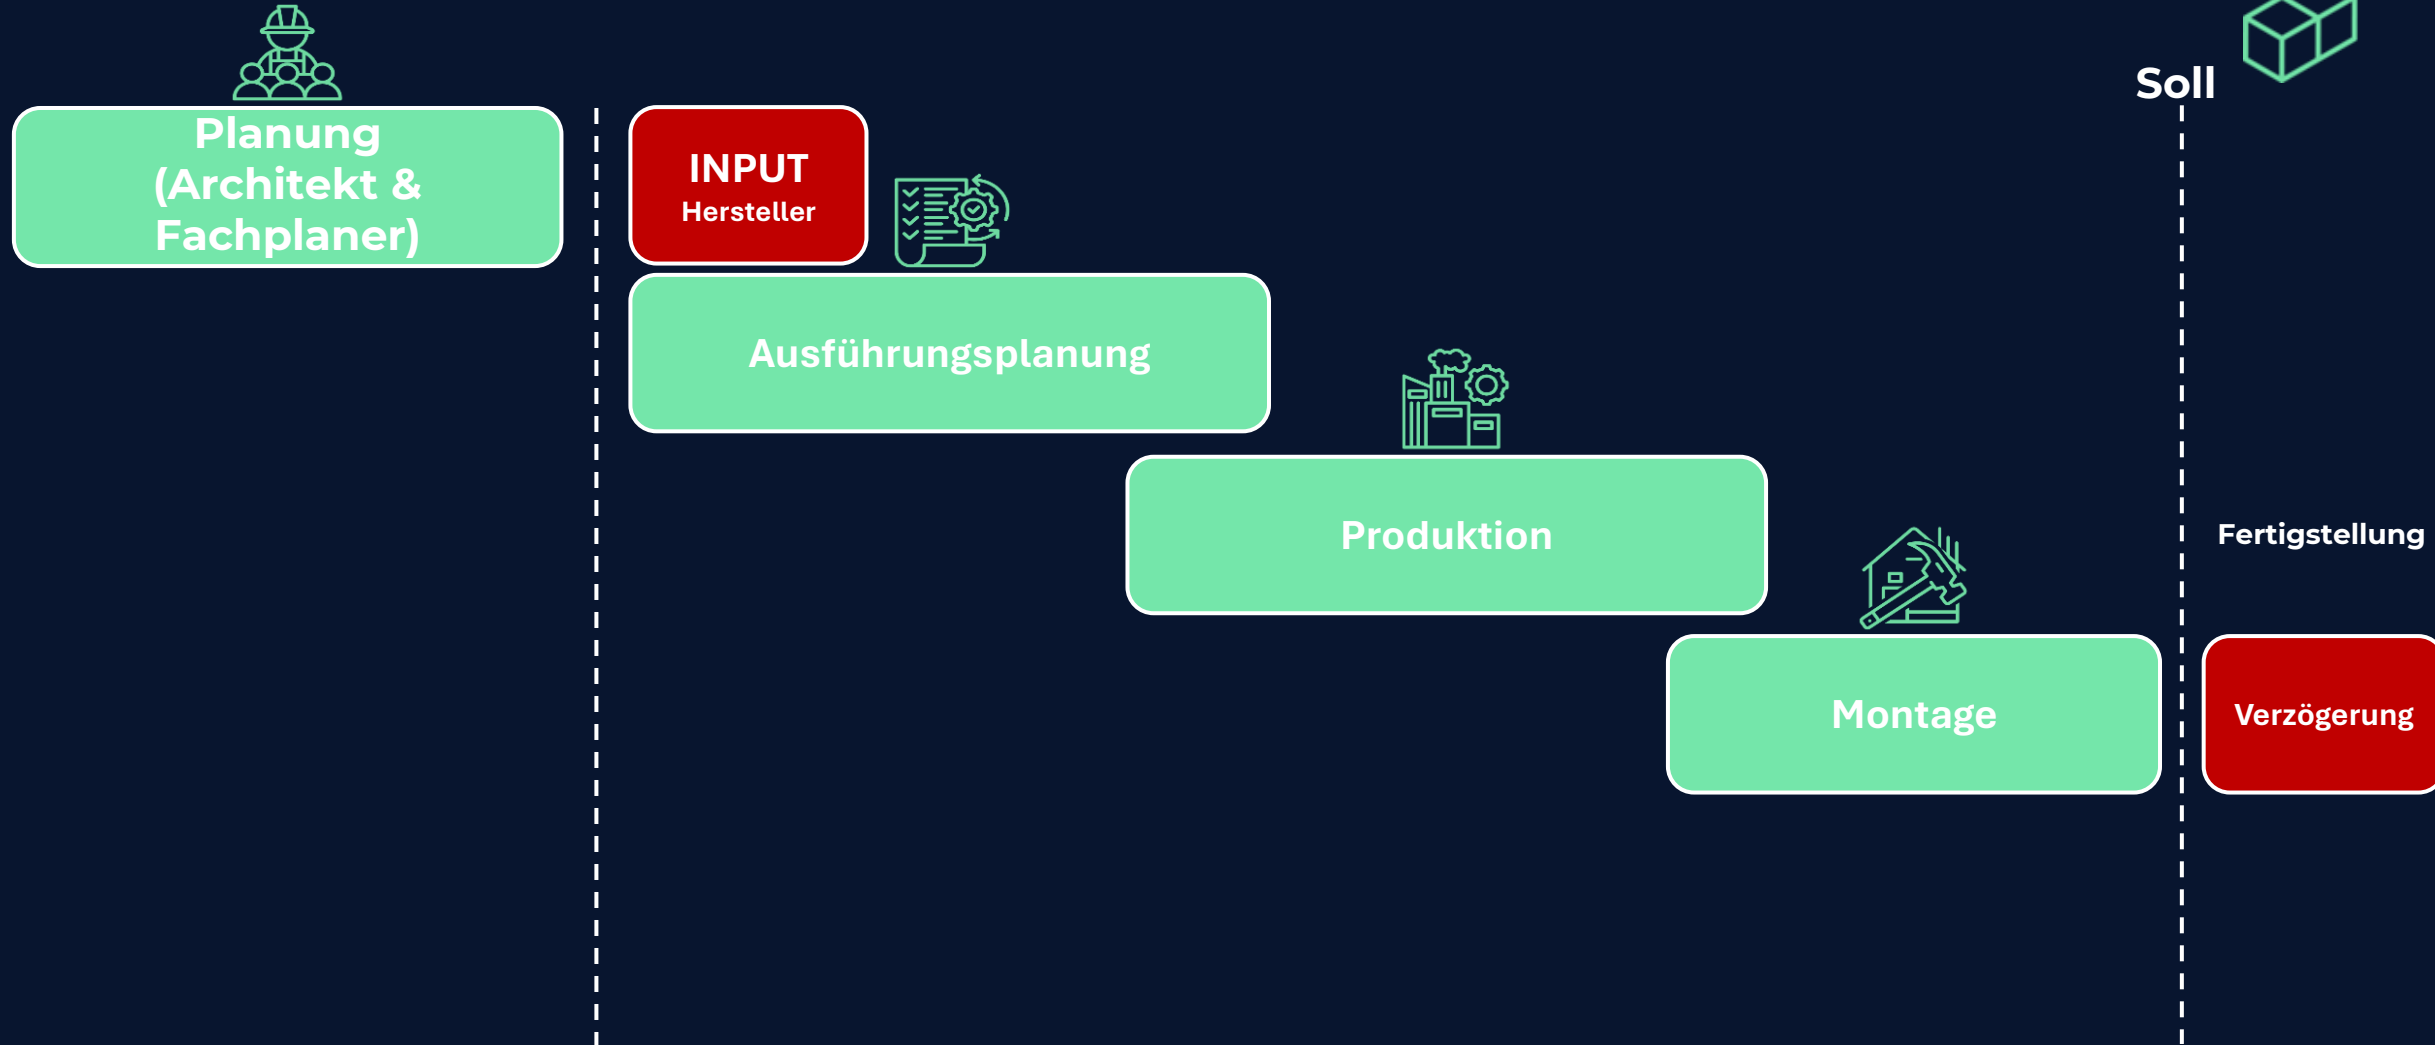 Soll
Planung
(Architekt &
Fachplaner)
INPUT
Hersteller
Ausführungsplanung
Produktion
Fertigstellung
Montage
Verzögerung